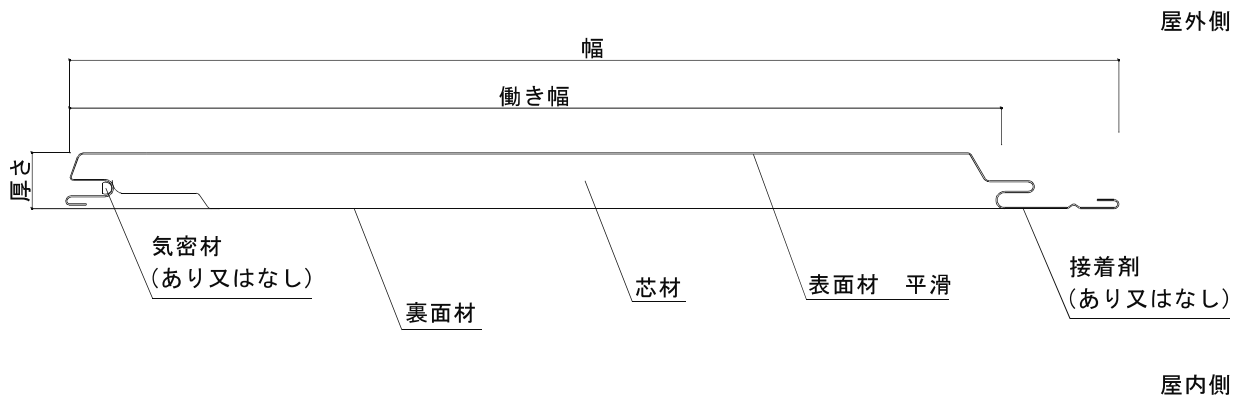 屋外側
幅
働き幅
厚さ
気密材
(あり又はなし)
裏面材
芯材
表面材　平滑
接着剤
(あり又はなし)
屋内側